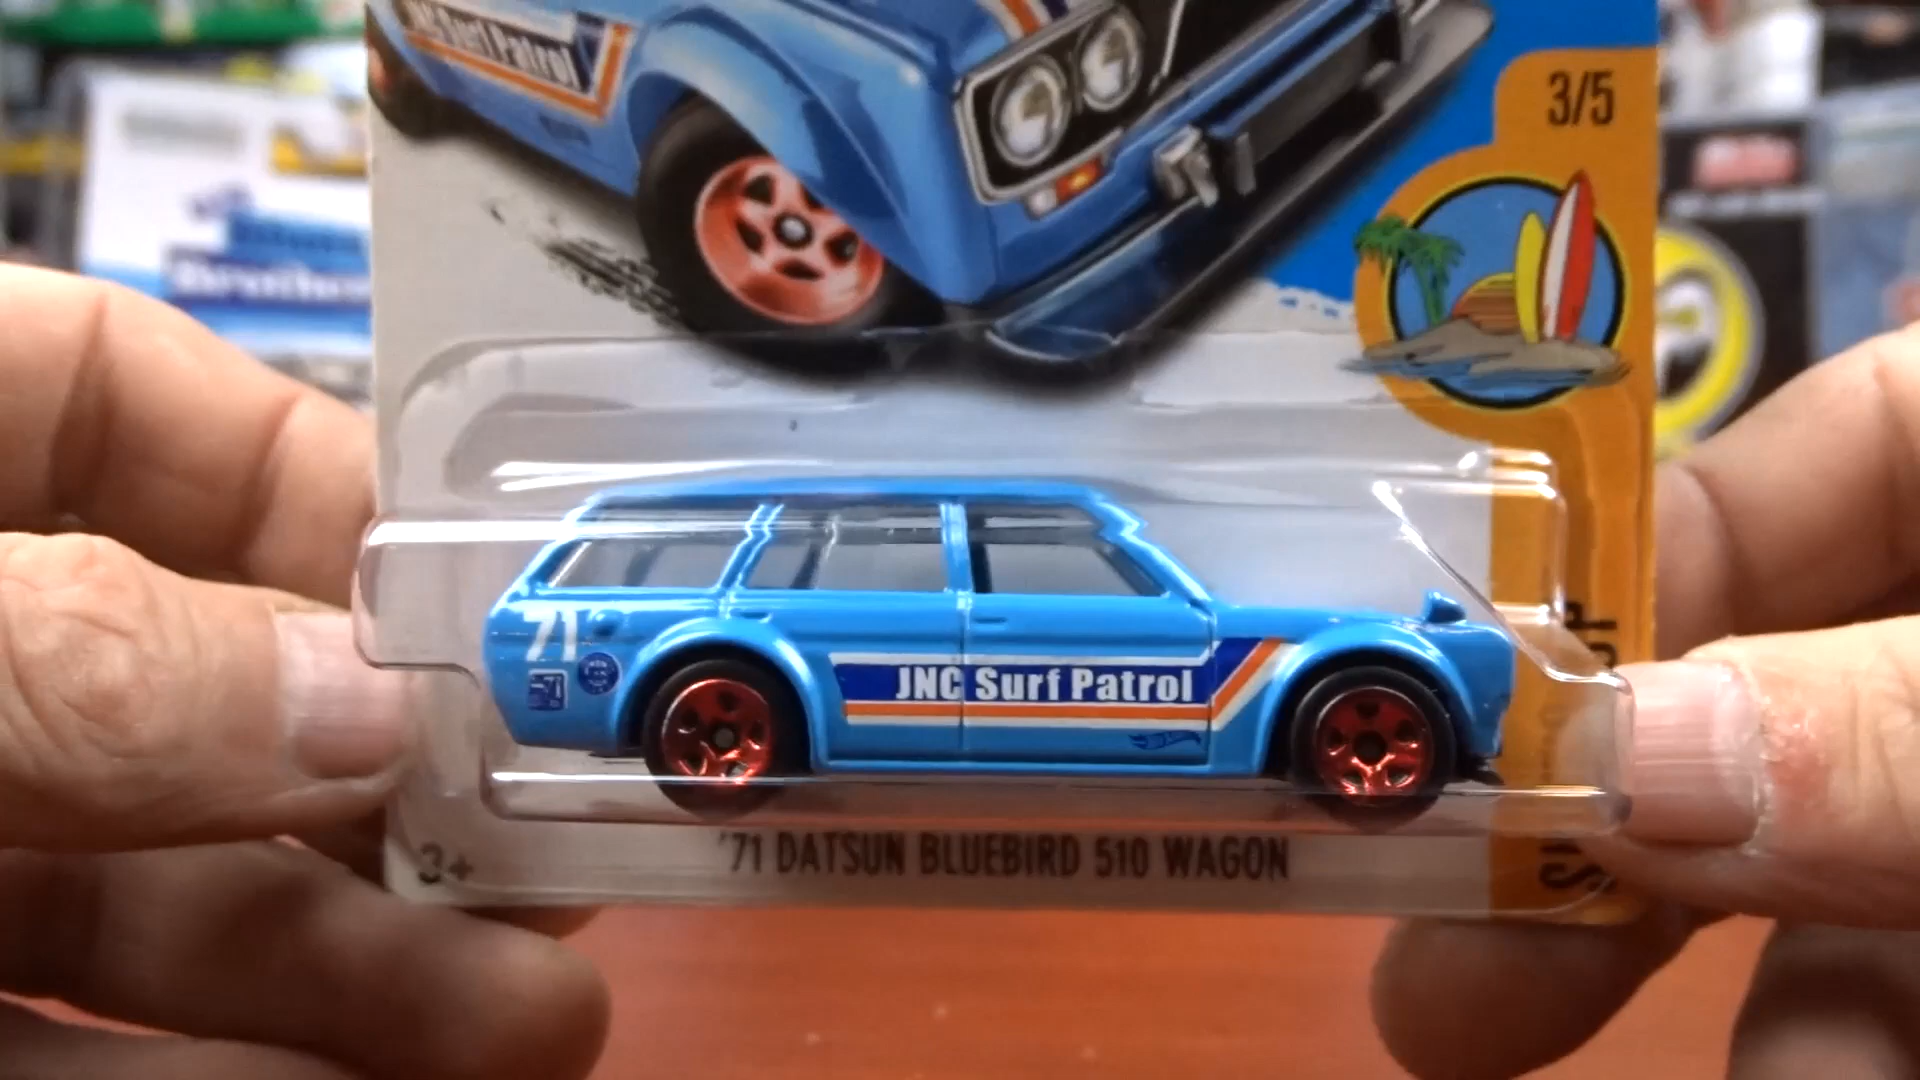 JNC Surf Patrol
3/5
71
JNC Surf Patrol
3+
'71 DATSUN BLUEBIRD 510 WAGON